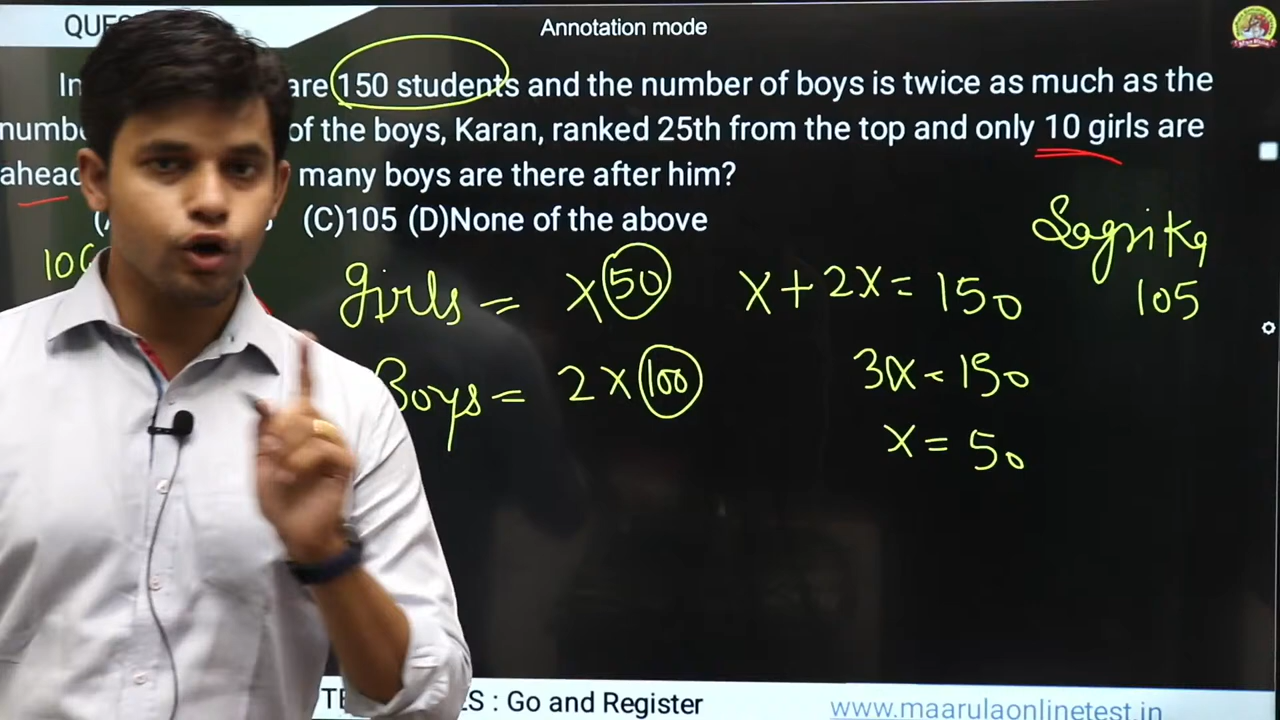 Annotation mode
In are 150 students and the number of boys is twice as much as the
of the boys, Karan, ranked 25th from the top and only 10 girls are
many boys are there after him?
(C)105 (D)None of the above
Girls = x 50 x + 2x = 150
Boys = 2x 100 3x = 150
x = 50
Sagrika
105
: Go and Register
www.maarulaonlinetest.in